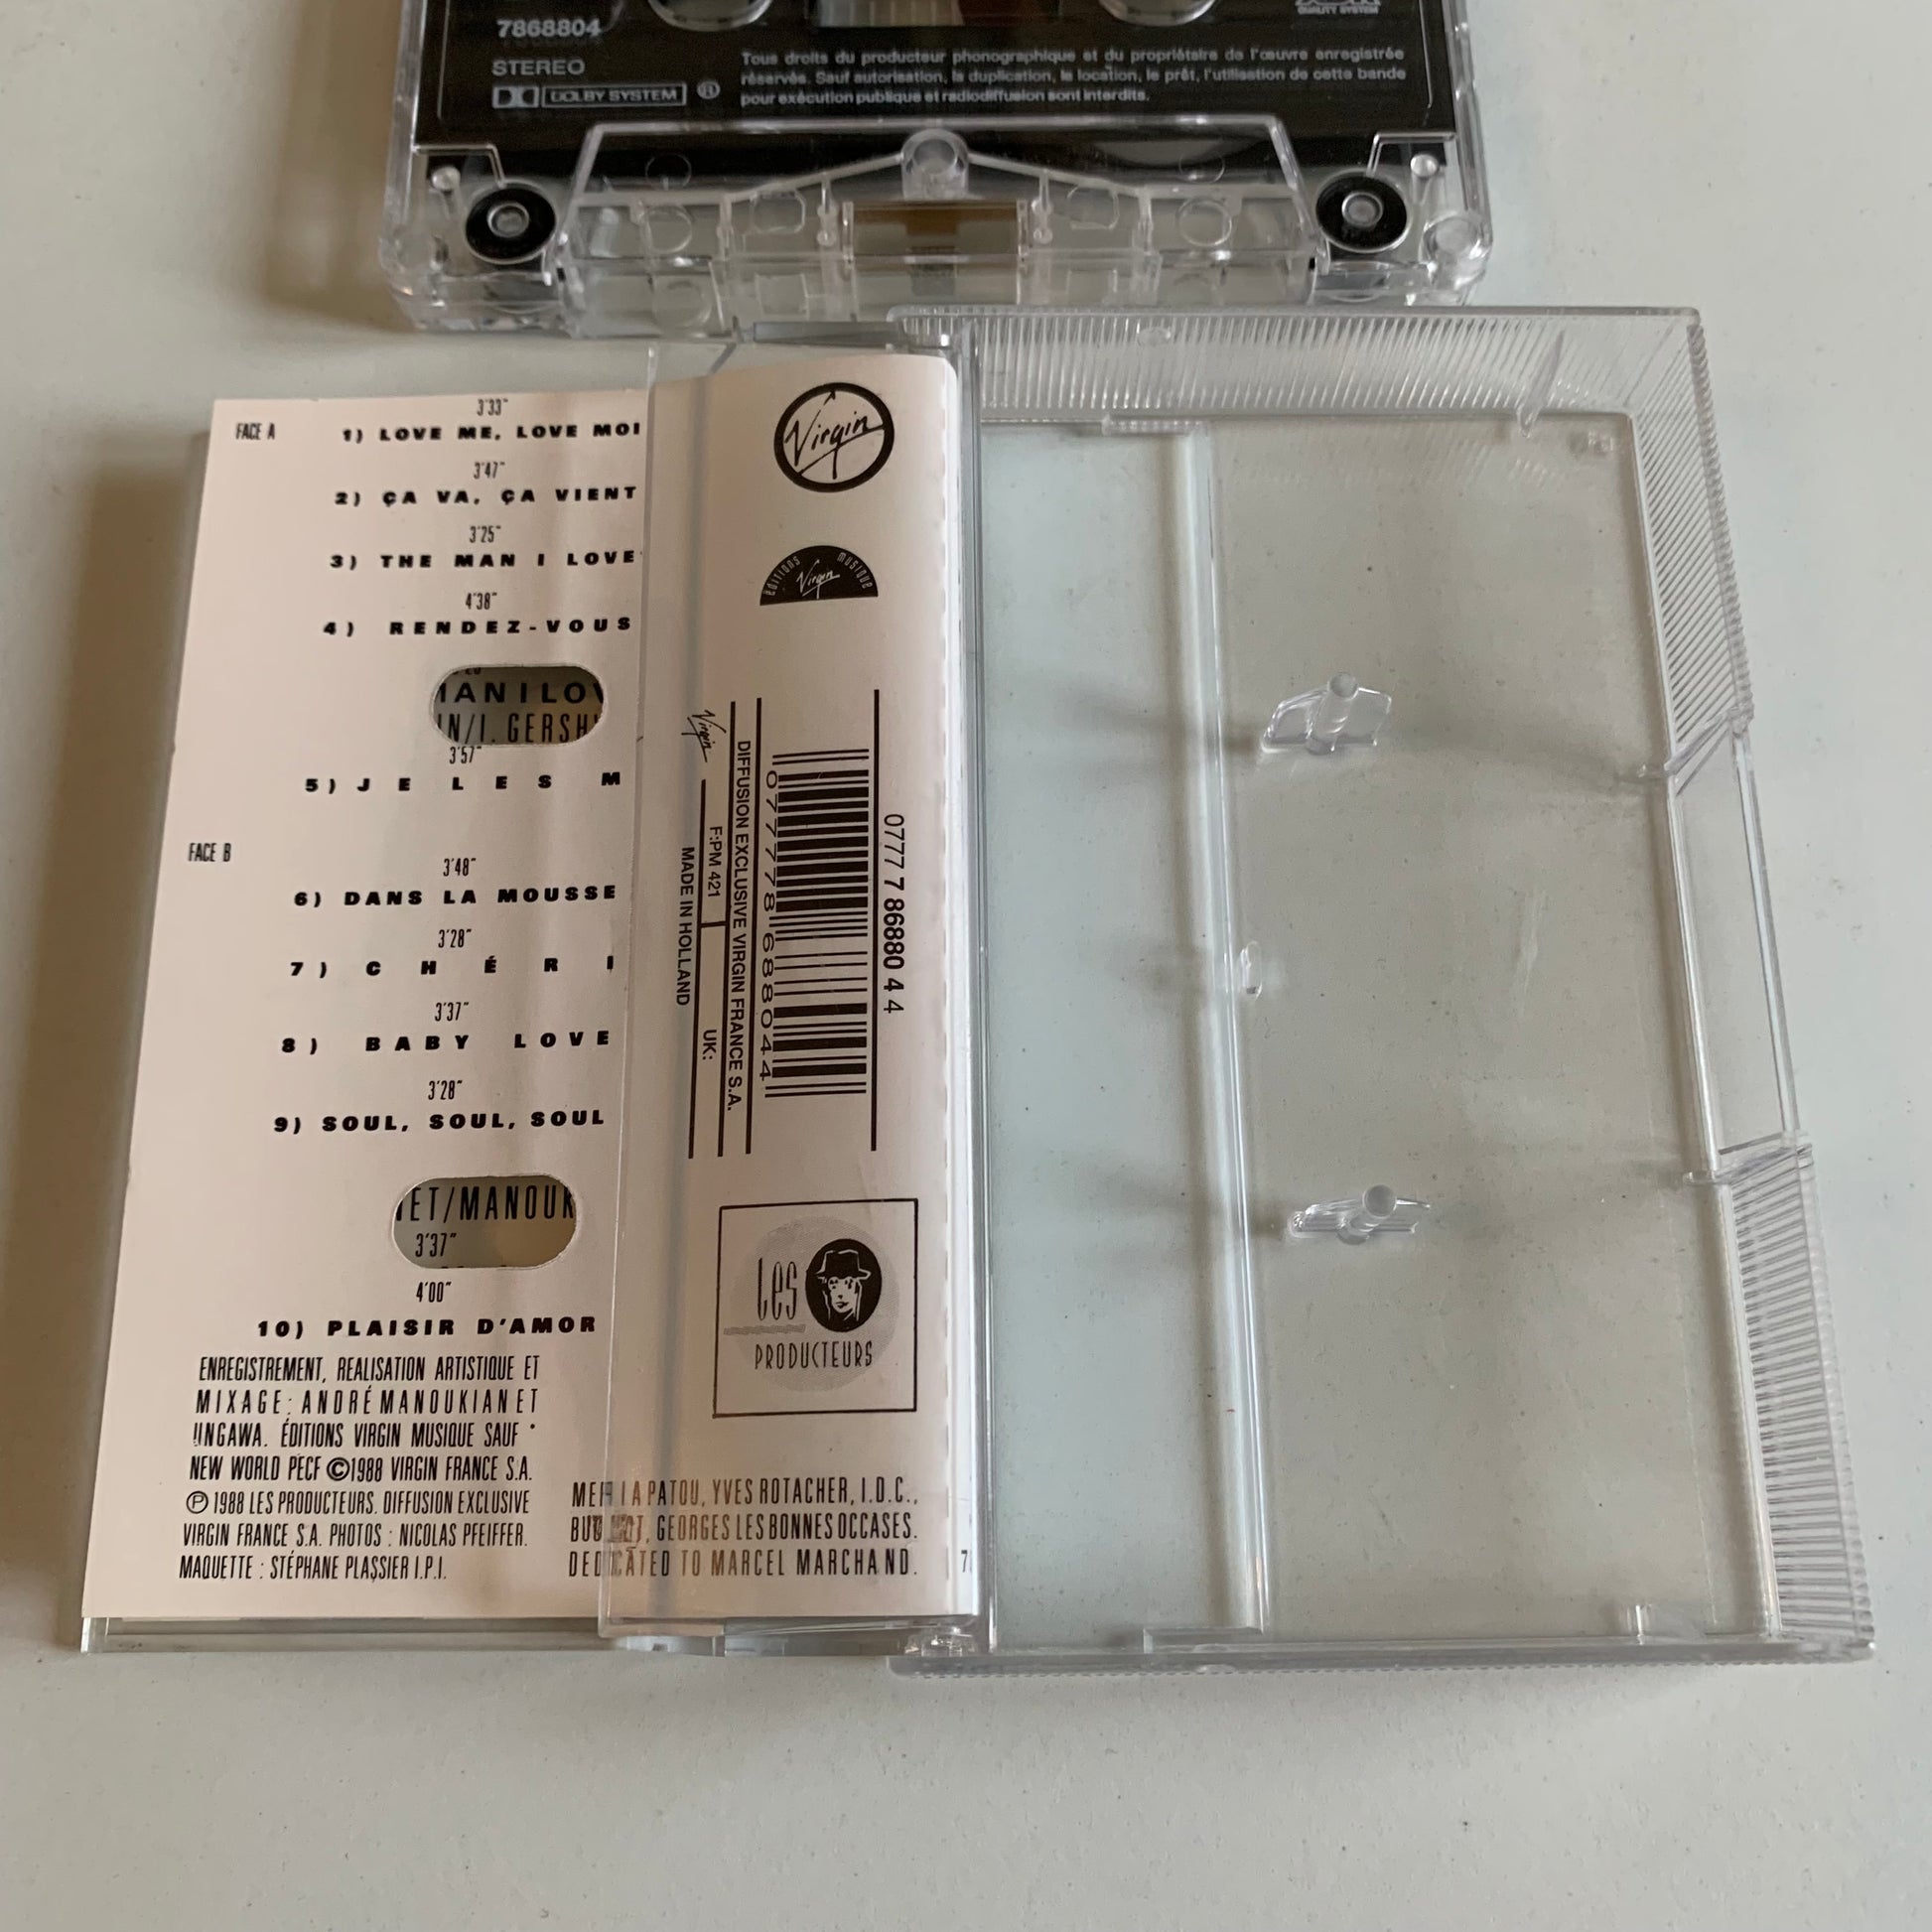 7868804
STEREO
DOLBY SYSTEM ®
QUALITY SYSTEM
Tous droits du producteur phonographique et du propriétaire de l'œuvre enregistrée
réservés. Sauf autorisation, la duplication, la location, le prêt, l'utilisation de cette bande
pour exécution publique et radiodiffusion sont interdits.
FACE A
3'33"
1) LOVE ME, LOVE MOI
3'47"
2) ÇA VA, ÇA VIENT
3'25"
3) THE MAN I LOVE
4'38"
4) RENDEZ-VOUS
MAN I LOV
N/I. GERSH
3'57"
5) JE LES M
FACE B
3'48"
6) DANS LA MOUSSE
3'28"
7) CHÉRI
3'37"
8) BABY LOVE
3'28"
9) SOUL, SOUL, SOUL
ET/MANOUK
3'37"
4'00"
10) PLAISIR D'AMOR
ENREGISTREMENT, REALISATION ARTISTIQUE ET
MIXAGE : ANDRÉ MANOUKIAN ET
UNGAWA. ÉDITIONS VIRGIN MUSIQUE SAUF *
NEW WORLD PECF ©1988 VIRGIN FRANCE S.A.
℗ 1988 LES PRODUCTEURS. DIFFUSION EXCLUSIVE
VIRGIN FRANCE S.A. PHOTOS : NICOLAS PFEIFFER.
MAQUETTE : STÉPHANE PLASSIER I.P.I.
Virgin
éditions Virgin musique
0777 7 86880 4 4
077778688044
DIFFUSION EXCLUSIVE VIRGIN FRANCE S.A.
Virgin
F:PM 421
UK:
MADE IN HOLLAND
Les
PRODUCTEURS
PATOU, YVES ROTACHER, I.D.C.,
GEORGES LES BONNES OCCASES.
DEDICATED TO MARCEL MARCHAND.